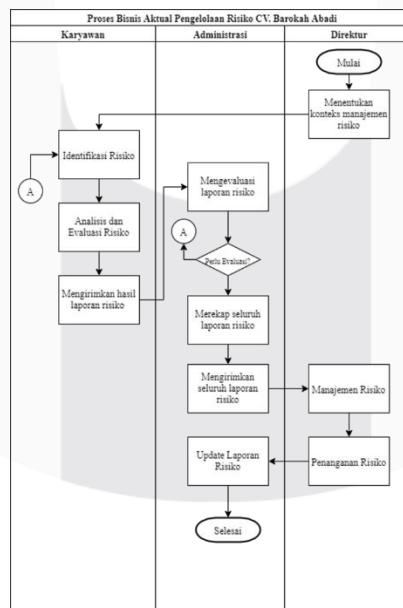 Proses Bisnis Aktual Pengelolaan Risiko CV. Barokah Abadi
Karyawan
Administrasi
Direktur
Mulai
Menentukan
konteks manajemen
risiko
Identifikasi Risiko
A
Analisis dan
Evaluasi Risiko
Mengirimkan hasil
laporan risiko
Mengevaluasi
laporan risiko
A
Perlu Evaluasi?
Merekap seluruh
laporan risiko
Mengirimkan
seluruh laporan
risiko
Manajemen Risiko
Penanganan Risiko
Update Laporan
Risiko
Selesai